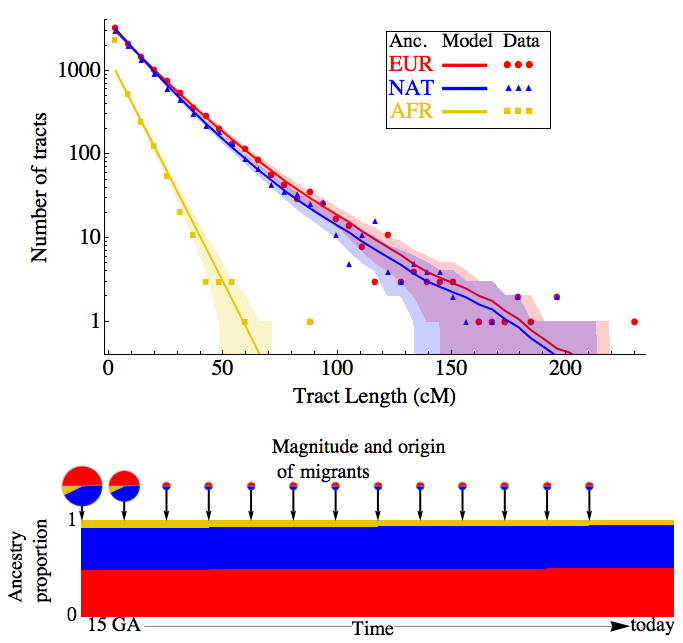 Anc. Model Data
EUR
NAT
AFR
Number of tracts
1000
100
10
1
0 50 100 150 200
Tract Length (cM)
Magnitude and origin
of migrants
Ancestry
proportion
1
0
15 GA Time today